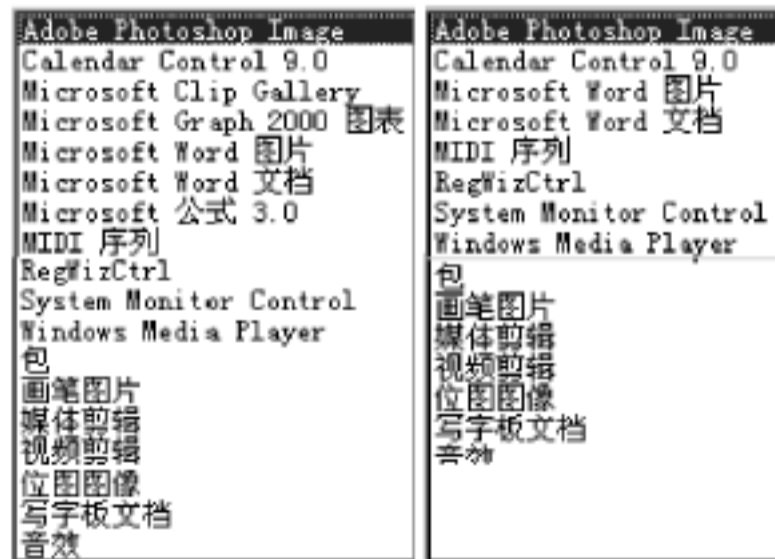 Adobe Photoshop Image
Calendar Control 9.0
Microsoft Clip Gallery
Microsoft Graph 2000 图表
Microsoft Word 图片
Microsoft Word 文档
Microsoft 公式 3.0
MIDI 序列
RegWizCtrl
System Monitor Control
Windows Media Player
包
画笔图片
媒体剪辑
视频剪辑
位图图像
写字板文档
音效
Adobe Photoshop Image
Calendar Control 9.0
Microsoft Word 图片
Microsoft Word 文档
MIDI 序列
RegWizCtrl
System Monitor Control
Windows Media Player
包
画笔图片
媒体剪辑
视频剪辑
位图图像
写字板文档
音效